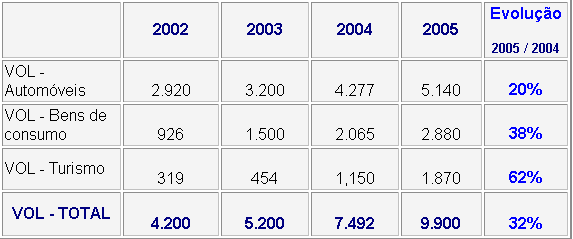 2002 2003 2004 2005 Evolução
2005 / 2004
VOL -
Automóveis 2.920 3.200 4.277 5.140 20%
VOL - Bens de
consumo 926 1.500 2.065 2.880 38%
VOL - Turismo 319 454 1,150 1.870 62%
VOL - TOTAL 4.200 5.200 7.492 9.900 32%